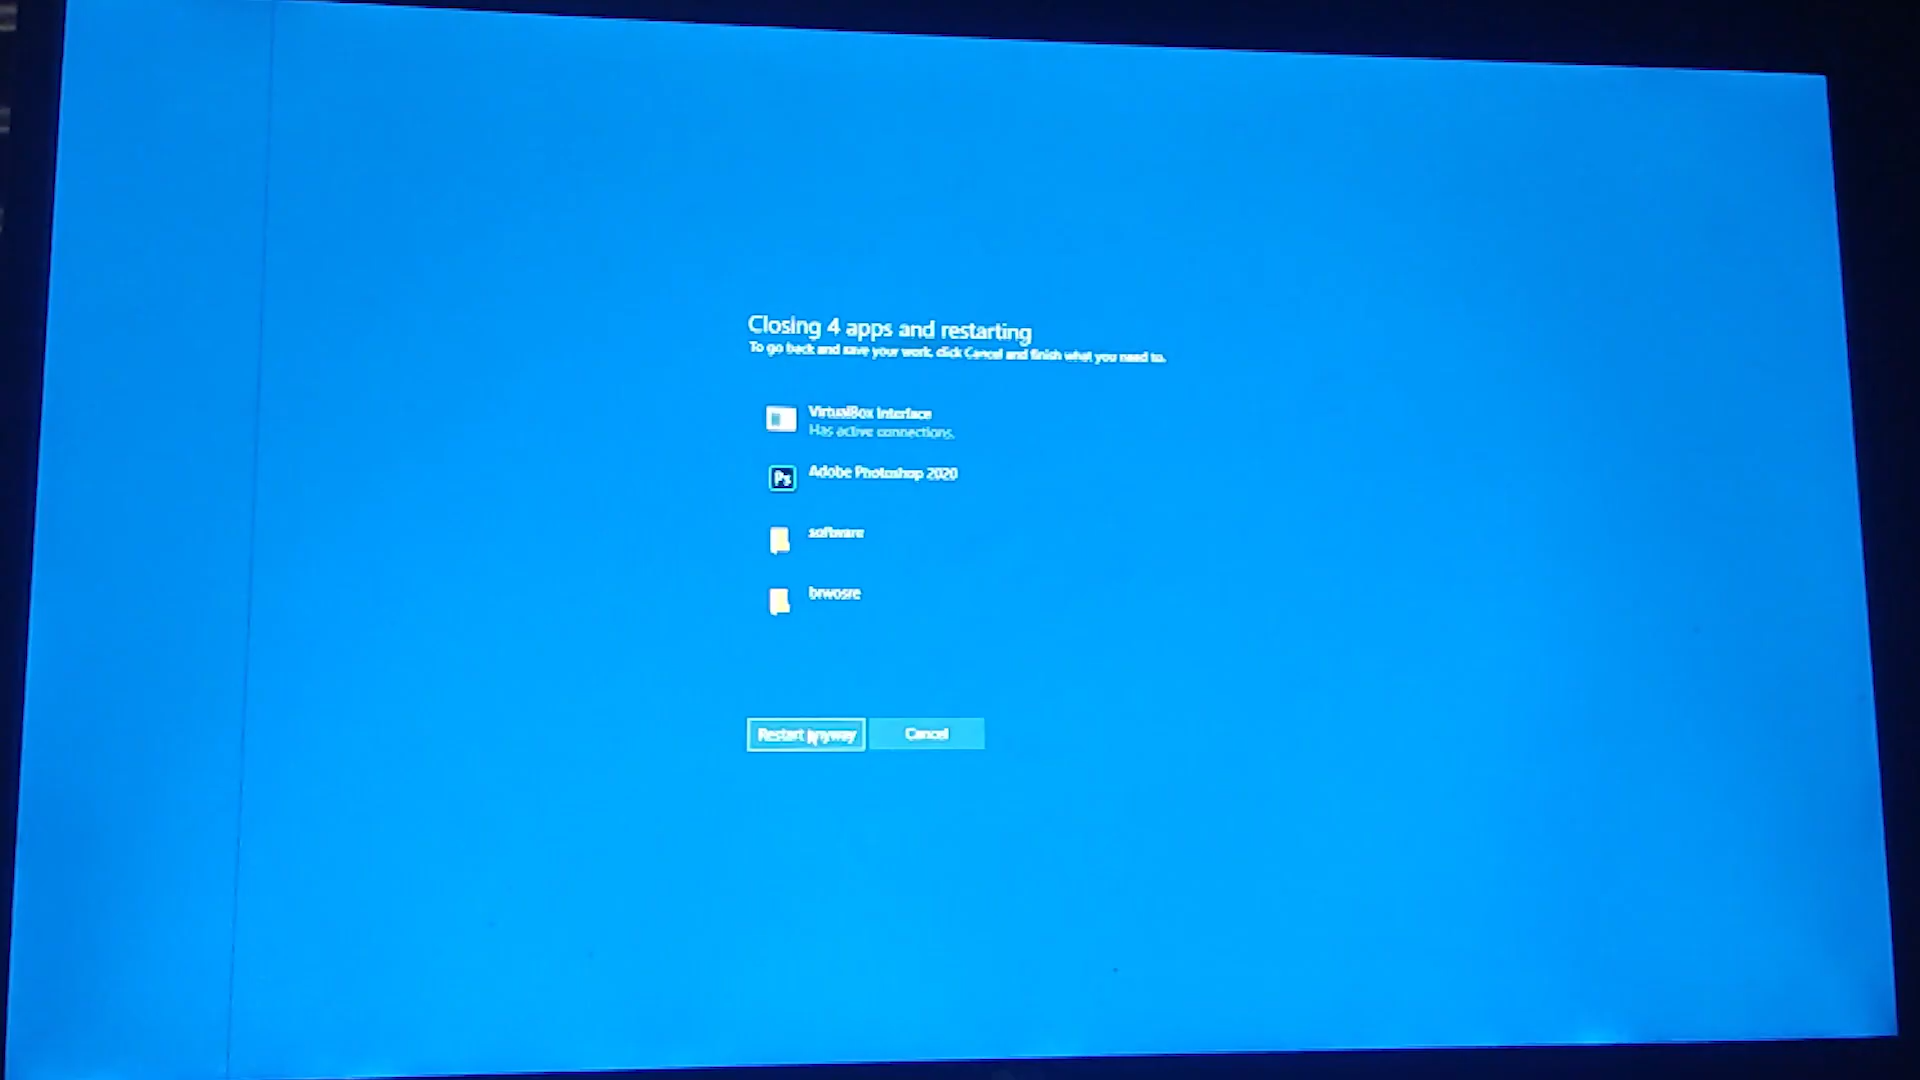 Closing 4 apps and restarting
To go back and save your work, click Cancel and finish what you need to.
VirtualBox Interface
Has active connections.
Ps
Adobe Photoshop 2020
software
brwosre
Restart anyway
Cancel